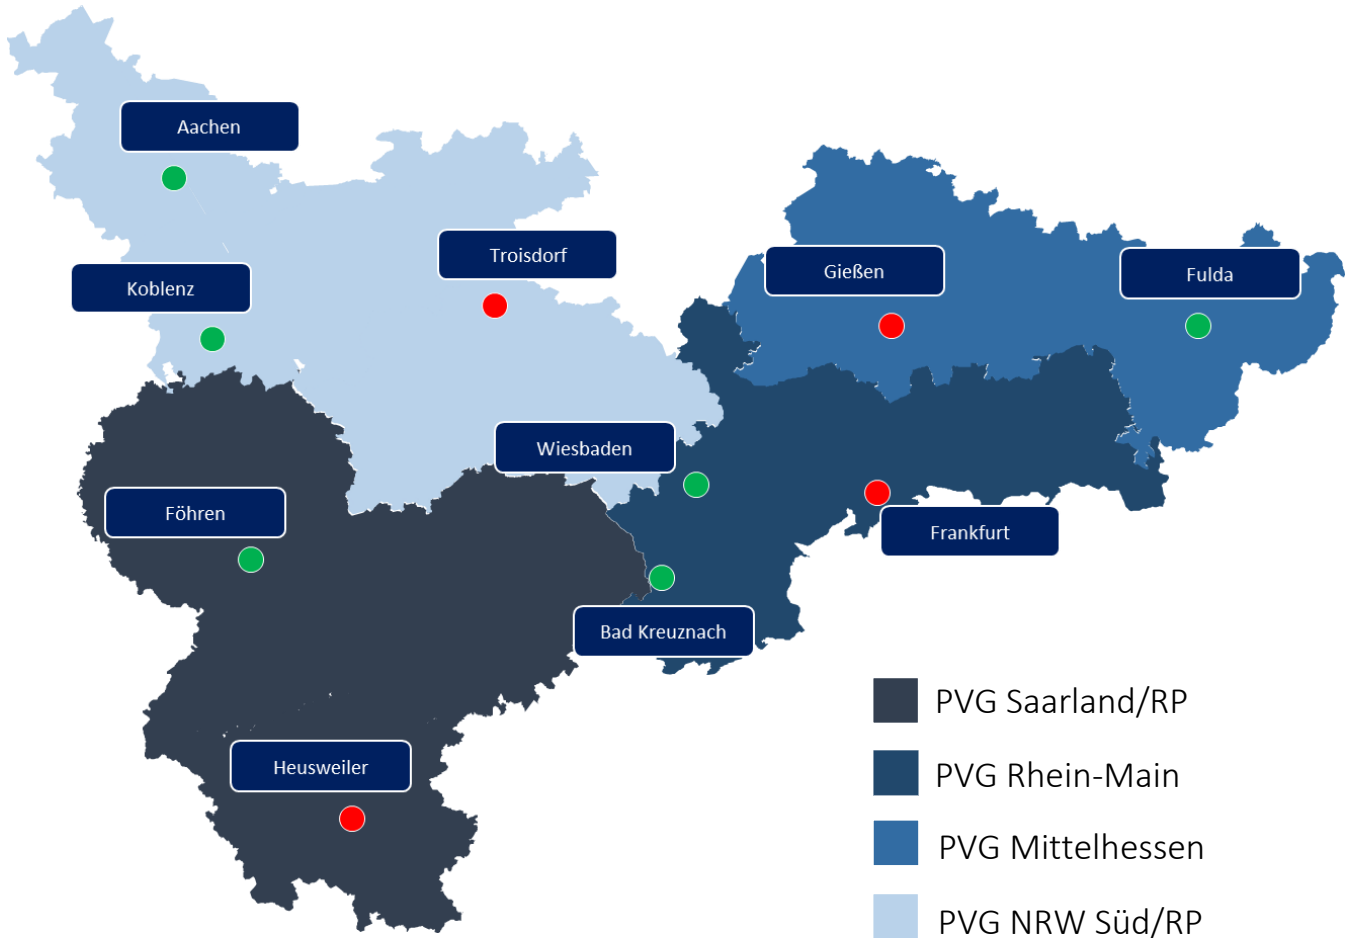 Aachen
Troisdorf
Koblenz
Gießen
Fulda
Wiesbaden
Föhren
Frankfurt
Bad Kreuznach
Heusweiler
PVG Saarland/RP
PVG Rhein-Main
PVG Mittelhessen
PVG NRW Süd/RP